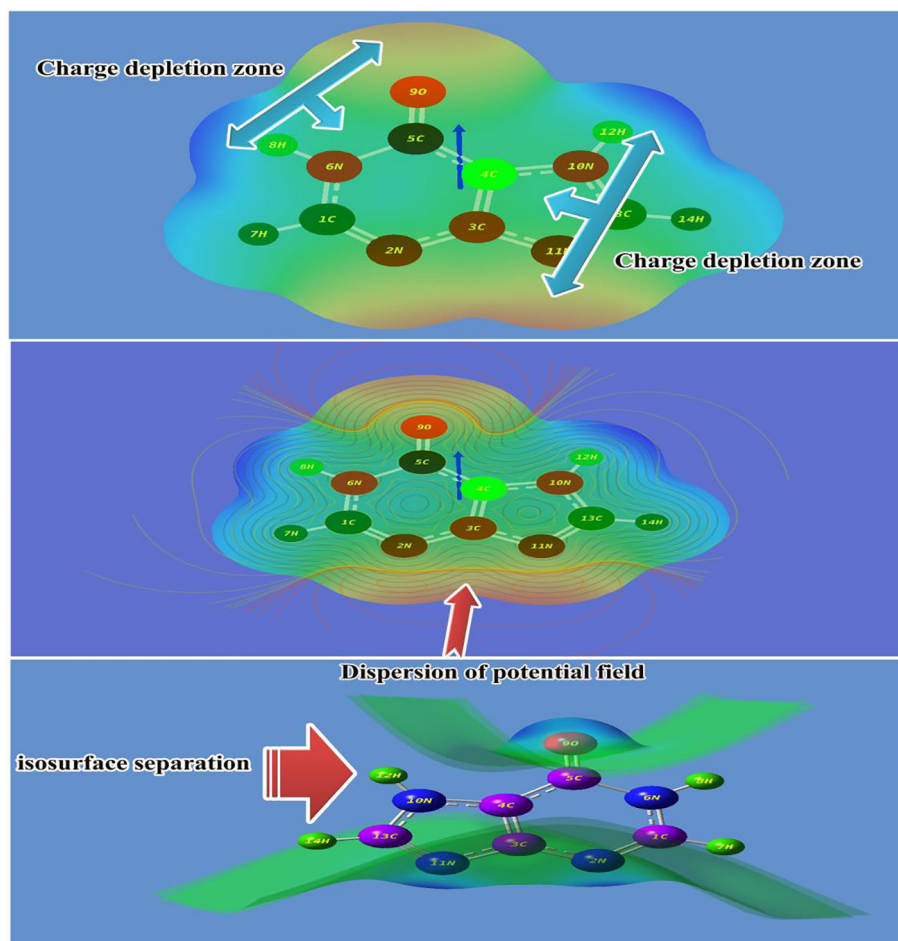 Charge depletion zone
9O
12H
8H
5C
6N
4C
10N
1C
3C
3C
14H
7H
2N
11N
Charge depletion zone
9O
12H
5C
8H
6N
4C
10N
1C
3C
13C
14H
7H
2N
11N
Dispersion of potential field
9O
isosurface separation
12H
5C
8H
10N
4C
6N
14H
13C
3C
1C
7H
11N
2N